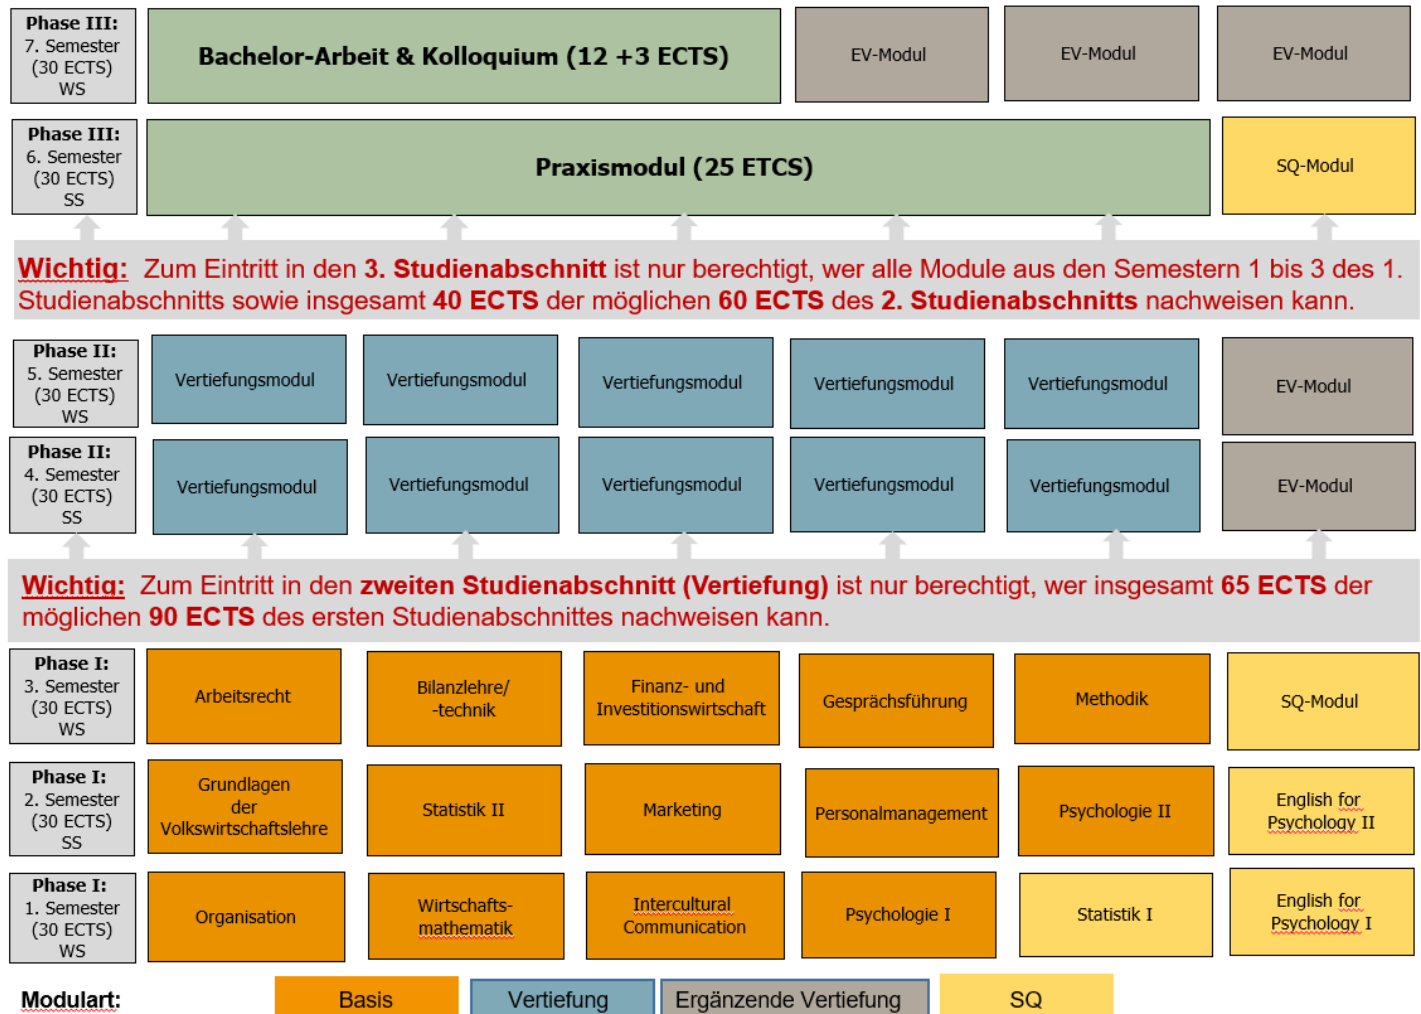 Phase III:
7. Semester
(30 ECTS)
WS
Bachelor-Arbeit & Kolloquium (12 +3 ECTS)
EV-Modul
EV-Modul
EV-Modul
Phase III:
6. Semester
(30 ECTS)
SS
Praxismodul (25 ETCS)
SQ-Modul
Wichtig: Zum Eintritt in den 3. Studienabschnitt ist nur berechtigt, wer alle Module aus den Semestern 1 bis 3 des 1.
Studienabschnitts sowie insgesamt 40 ECTS der möglichen 60 ECTS des 2. Studienabschnitts nachweisen kann.
Phase II:
5. Semester
(30 ECTS)
WS
Vertiefungsmodul
Vertiefungsmodul
Vertiefungsmodul
Vertiefungsmodul
Vertiefungsmodul
EV-Modul
Phase II:
4. Semester
(30 ECTS)
SS
Vertiefungsmodul
Vertiefungsmodul
Vertiefungsmodul
Vertiefungsmodul
Vertiefungsmodul
EV-Modul
Wichtig: Zum Eintritt in den zweiten Studienabschnitt (Vertiefung) ist nur berechtigt, wer insgesamt 65 ECTS der
möglichen 90 ECTS des ersten Studienabschnittes nachweisen kann.
Phase I:
3. Semester
(30 ECTS)
WS
Arbeitsrecht
Bilanzlehre/
-technik
Finanz- und
Investitionswirtschaft
Gesprächsführung
Methodik
SQ-Modul
Phase I:
2. Semester
(30 ECTS)
SS
Grundlagen
der
Volkswirtschaftslehre
Statistik II
Marketing
Personalmanagement
Psychologie II
English for
Psychology II
Phase I:
1. Semester
(30 ECTS)
WS
Organisation
Wirtschafts-
mathematik
Intercultural
Communication
Psychologie I
Statistik I
English for
Psychology I
Modulart:
Basis
Vertiefung
Ergänzende Vertiefung
SQ